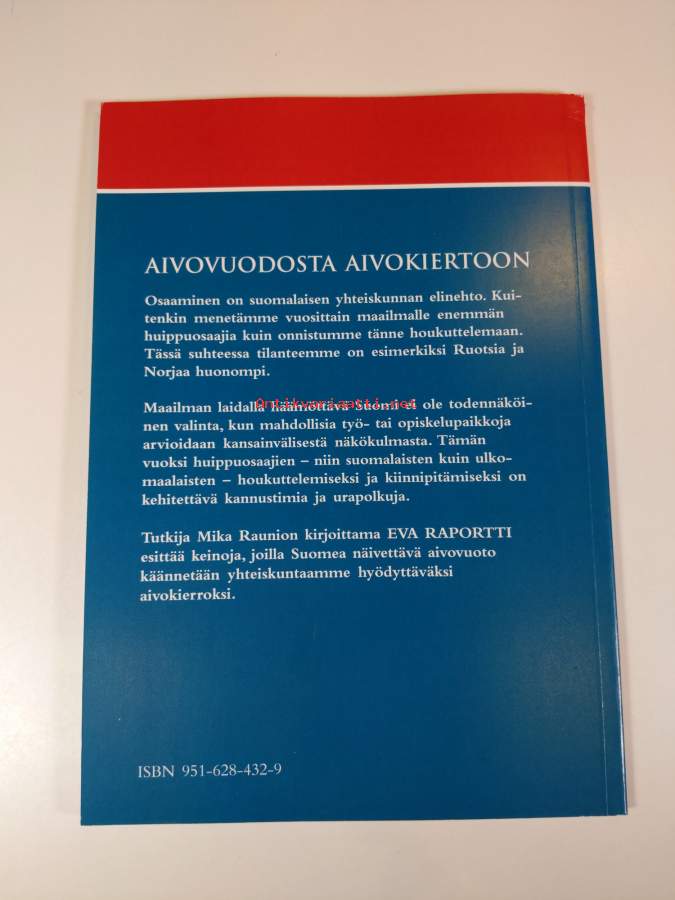 AIVOVUODOSTA AIVOKIERTOON
Osaaminen on suomalaisen yhteiskunnan elinehto. Kui-
tenkin menetämme vuosittain maailmalle enemmän
huippuosaajia kuin onnistumme tänne houkuttelemaan.
Tässä suhteessa tilanteemme on esimerkiksi Ruotsia ja
Norjaa huonompi.
Antikvariaatti.net
Maailman laidalla häämöttävä Suomi ei ole todennäköi-
nen valinta, kun mahdollisia työ- tai opiskelupaikkoja
arvioidaan kansainvälisestä näkökulmasta. Tämän
vuoksi huippuosaajien – niin suomalaisten kuin ulko-
maalaisten – houkuttelemiseksi ja kiinnipitämiseksi on
kehitettävä kannustimia ja urapolkuja.
Tutkija Mika Raunion kirjoittama EVA RAPORTTI
esittää keinoja, joilla Suomea näivettävä aivovuoto
käännetään yhteiskuntaamme hyödyttäväksi
aivokierroksi.
ISBN 951-628-432-9